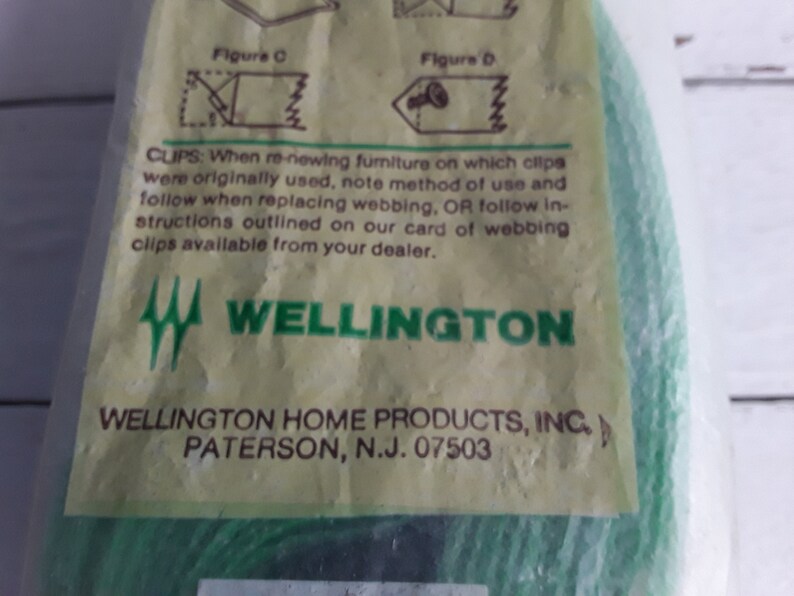 Figure C Figure D
CLIPS: When re-newing furniture on which clips
were originally used, note method of use and
follow when replacing webbing, OR follow in-
structions outlined on our card of webbing
clips available from your dealer.
WELLINGTON
WELLINGTON HOME PRODUCTS, INC.
PATERSON, N.J. 07503